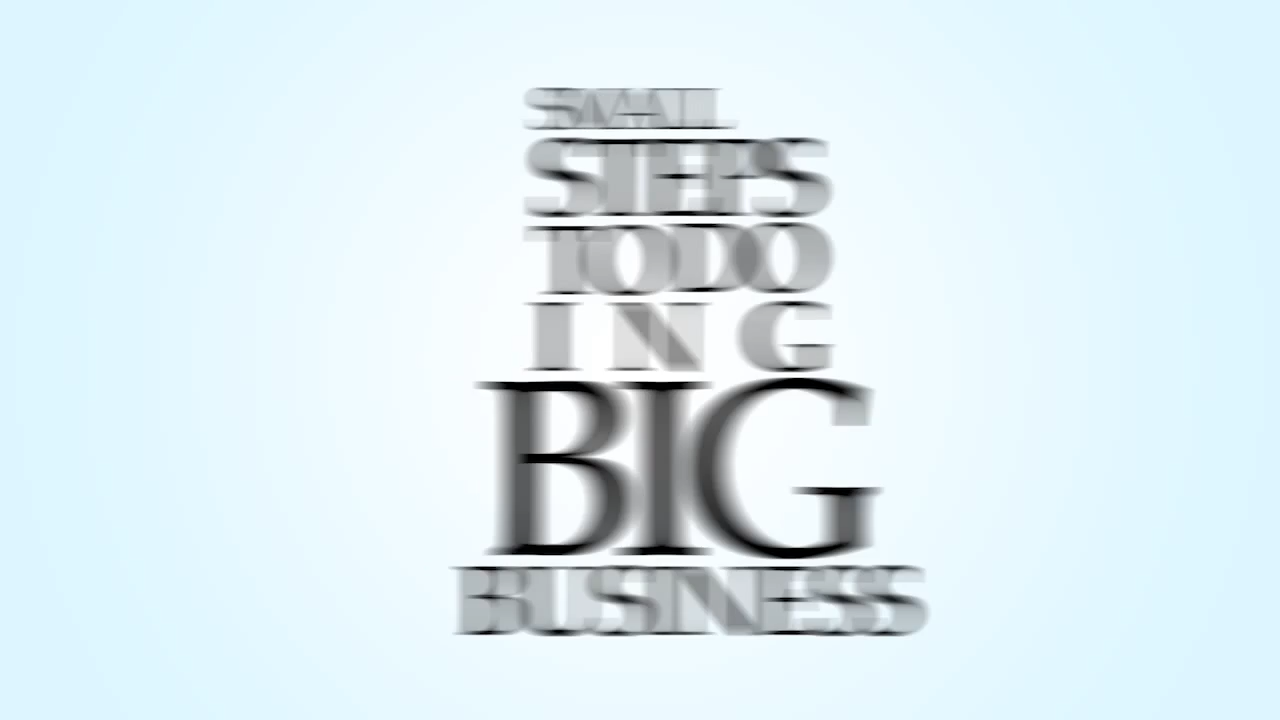 SMALL
STEPS
TO DO
I N G
BIG
BUSINESS